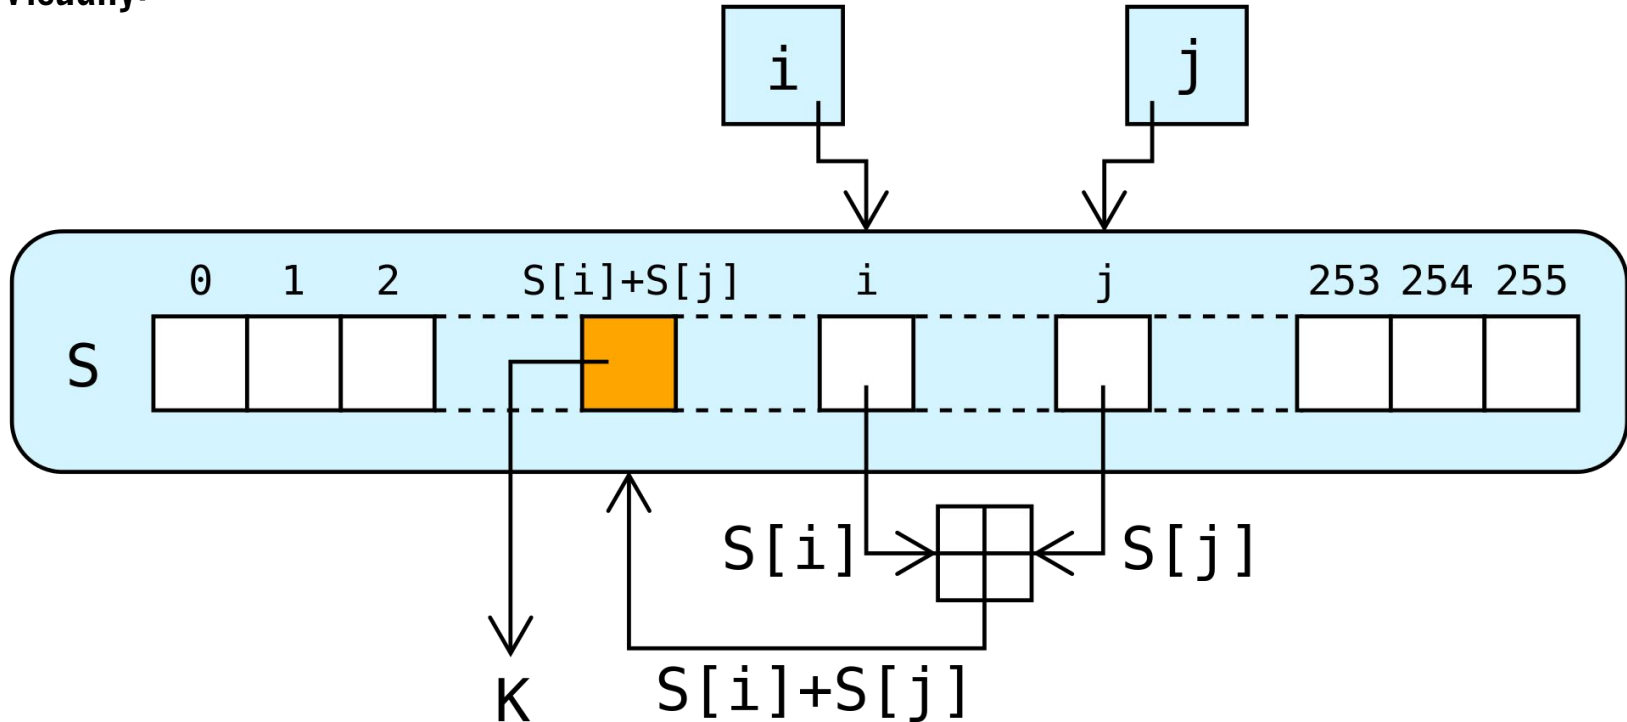 Visually:
i j
0 1 2 S[i]+S[j] i j 253 254 255
S
S[i] S[j]
S[i]+S[j]
K